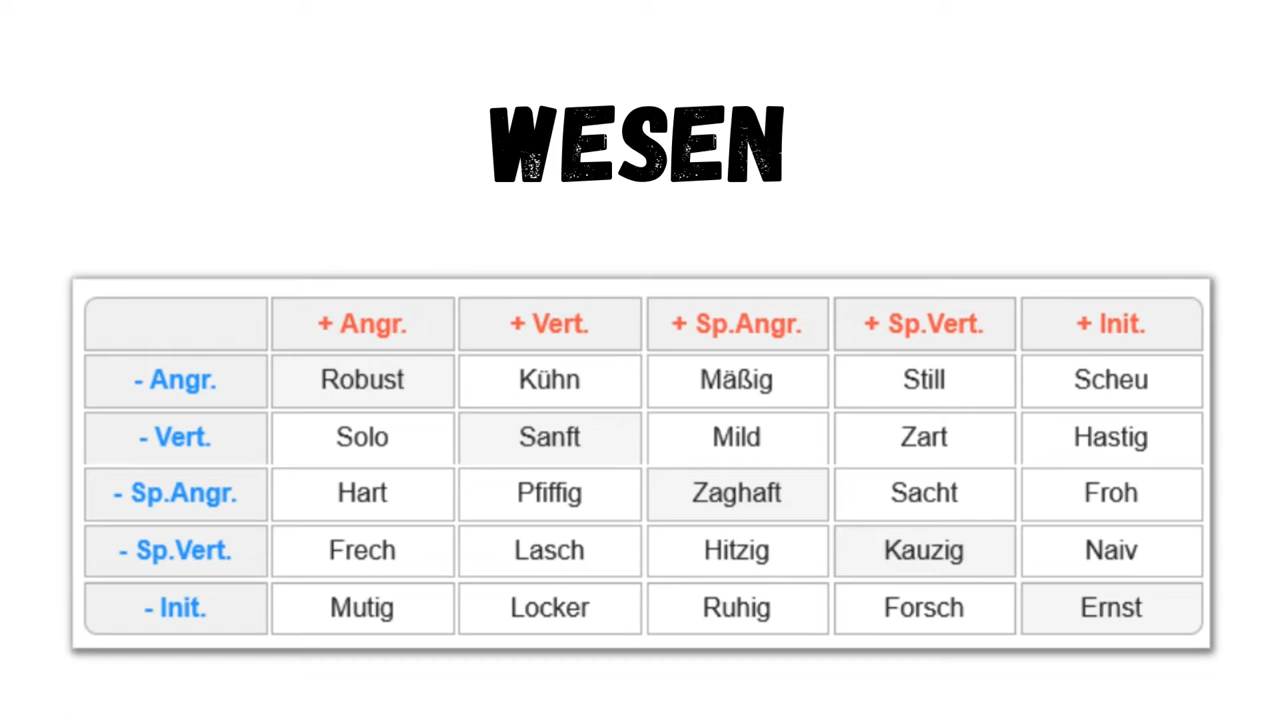 WESEN
+ Angr. + Vert. + Sp.Angr. + Sp.Vert. + Init.
- Angr. Robust Kühn Mäßig Still Scheu
- Vert. Solo Sanft Mild Zart Hastig
- Sp.Angr. Hart Pfiffig Zaghaft Sacht Froh
- Sp.Vert. Frech Lasch Hitzig Kauzig Naiv
- Init. Mutig Locker Ruhig Forsch Ernst